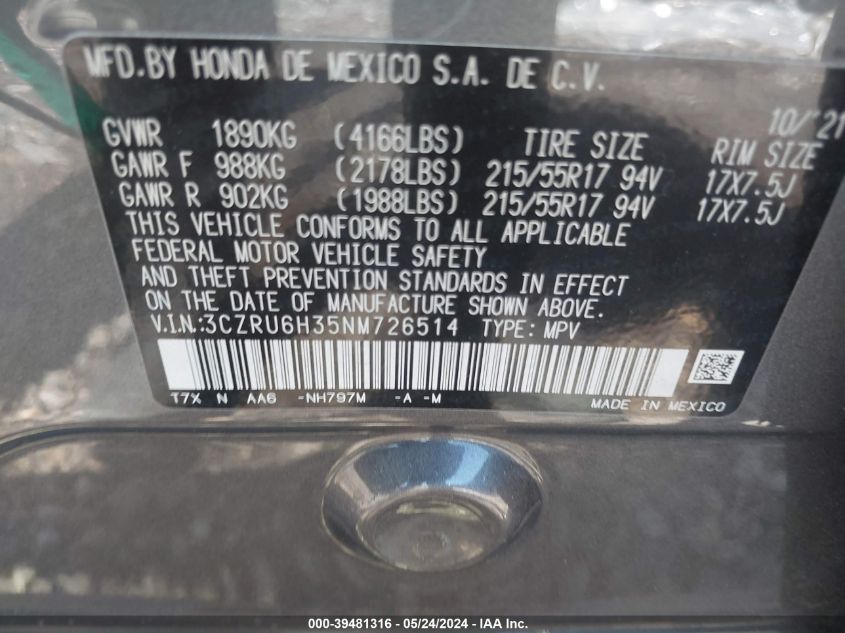 MFD.BY HONDA DE MEXICO S.A. DE C.V.
10/'21
GVWR 1890KG (4166LBS) TIRE SIZE RIM SIZE
GAWR F 988KG (2178LBS) 215/55R17 94V 17X7.5J
GAWR R 902KG (1988LBS) 215/55R17 94V 17X7.5J
THIS VEHICLE CONFORMS TO ALL APPLICABLE
FEDERAL MOTOR VEHICLE SAFETY
AND THEFT PREVENTION STANDARDS IN EFFECT
ON THE DATE OF MANUFACTURE SHOWN ABOVE.
V.I.N.:3CZRU6H35NM726514 TYPE: MPV
T7X N AA6 -NH797M -A -M MADE IN MEXICO
000-39481316 - 05/24/2024 - IAA Inc.